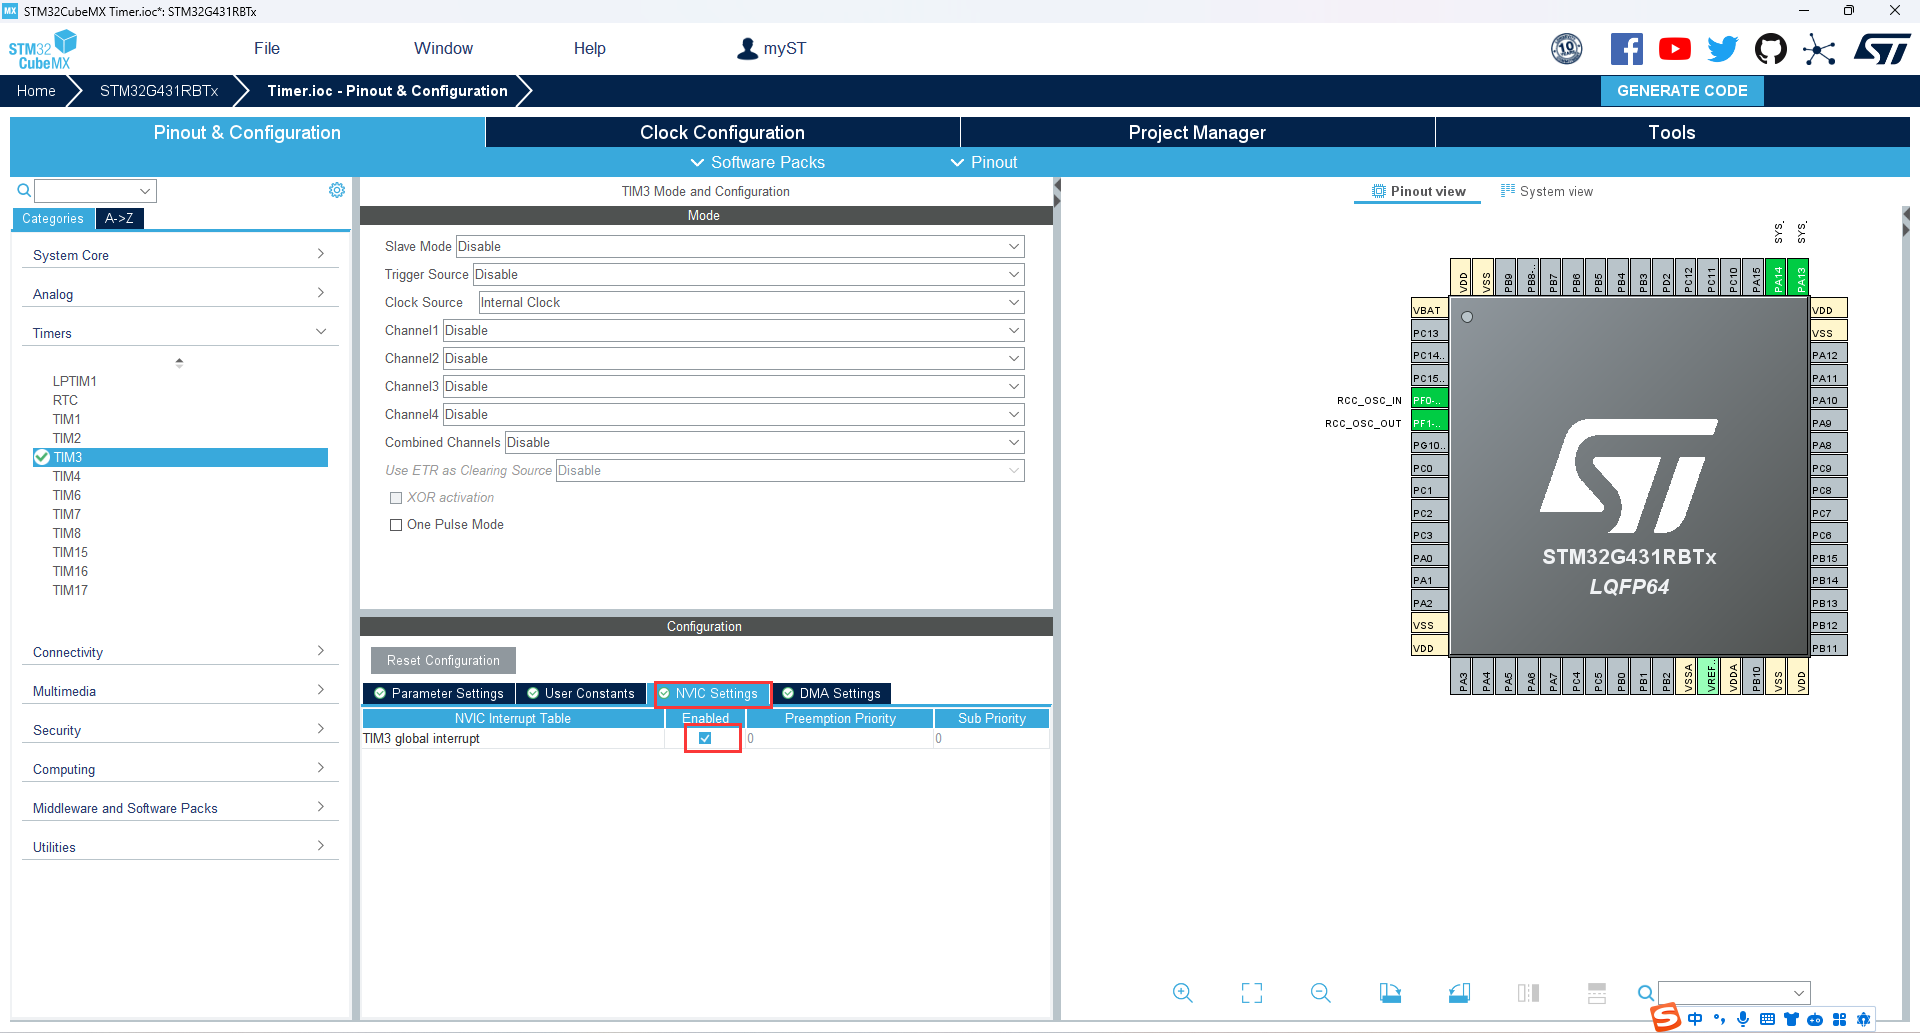 MX STM32CubeMX Timer.ioc*: STM32G431RBTx
STM32
CubeMX
File
Window
Help
myST
10
GENERATE CODE
Home
STM32G431RBTx
Timer.ioc - Pinout & Configuration
Pinout & Configuration
Clock Configuration
Project Manager
Tools
Software Packs
Pinout
Categories
A->Z
System Core
Analog
Timers
LPTIM1
RTC
TIM1
TIM2
TIM3
TIM4
TIM6
TIM7
TIM8
TIM15
TIM16
TIM17
Connectivity
Multimedia
Security
Computing
Middleware and Software Packs
Utilities
TIM3 Mode and Configuration
Mode
Slave Mode Disable
Trigger Source Disable
Clock Source Internal Clock
Channel1 Disable
Channel2 Disable
Channel3 Disable
Channel4 Disable
Combined Channels Disable
Use ETR as Clearing Source Disable
XOR activation
One Pulse Mode
Configuration
Reset Configuration
Parameter Settings
User Constants
NVIC Settings
DMA Settings
NVIC Interrupt Table Enabled Preemption Priority Sub Priority
TIM3 global interrupt 0 0
Pinout view
System view
SYS_
SYS_
VDD
VSS
PB9
PB8-..
PB7
PB6
PB5
PB4
PB3
PD2
PC12
PC11
PC10
PA15
PA14
PA13
VBAT
PC13
PC14..
PC15..
RCC_OSC_IN PF0-..
RCC_OSC_OUT PF1-..
PG10..
PC0
PC1
PC2
PC3
PA0
PA1
PA2
VSS
VDD
VDD
VSS
PA12
PA11
PA10
PA9
PA8
PC9
PC8
PC7
PC6
PB15
PB14
PB13
PB12
PB11
STM32G431RBTx
LQFP64
PA3
PA4
PA5
PA6
PA7
PC4
PC5
PB0
PB1
PB2
VSSA
VREF..
VDDA
PB10
VSS
VDD
中